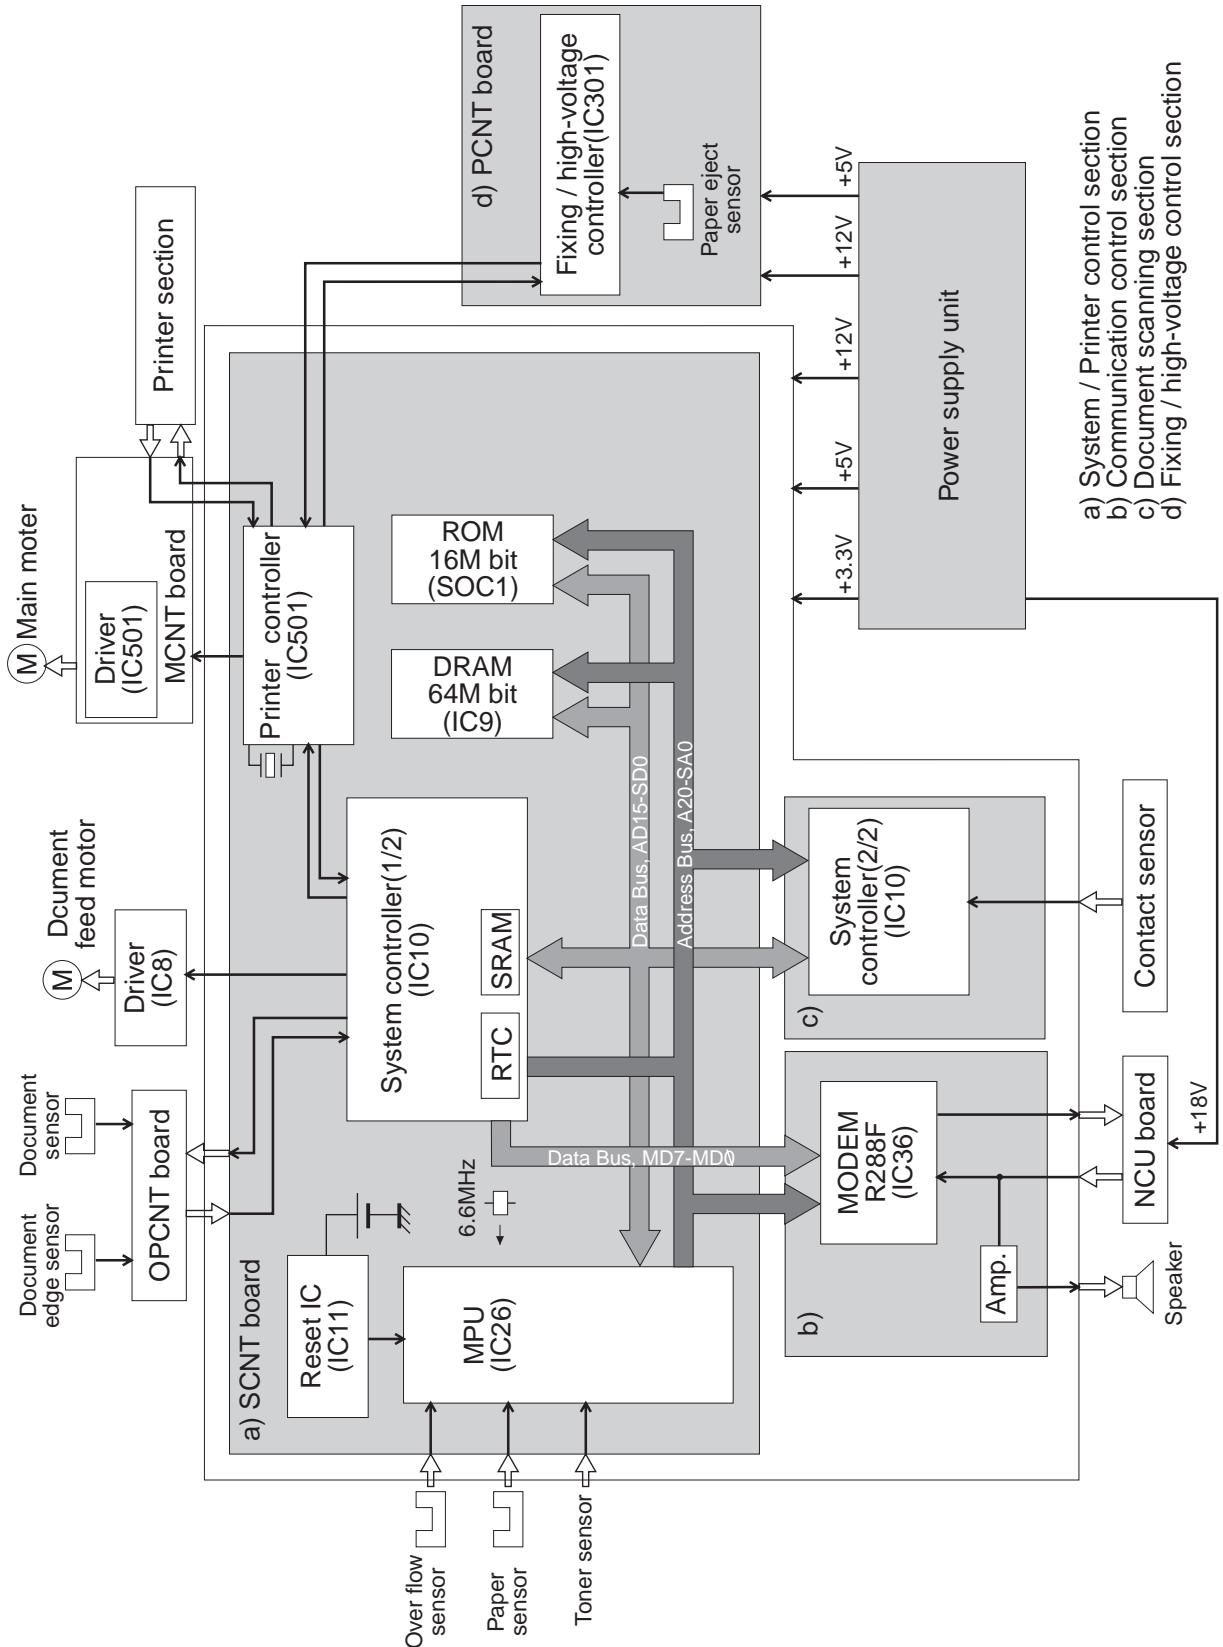 Document
edge sensor
Document
sensor
OPCNT board
Dcument
feed motor
M
Driver
(IC8)
M
Main moter
Driver
(IC501)
MCNT board
Printer section
a) SCNT board
Reset IC
(IC11)
6.6MHz
MPU
(IC26)
System controller(1/2)
(IC10)
RTC
SRAM
Printer controller
(IC501)
DRAM
64M bit
(IC9)
ROM
16M bit
(SOC1)
Data Bus, AD15-SD0
Address Bus, A20-SA0
Data Bus, MD7-MD0
d) PCNT board
Fixing / high-voltage
controller(IC301)
Paper eject
sensor
Over flow
sensor
Paper
sensor
Toner sensor
b)
MODEM
R288F
(IC36)
Amp.
c)
System
controller(2/2)
(IC10)
+3.3V
+5V
+12V
+12V
+5V
Power supply unit
Speaker
NCU board
+18V
Contact sensor
a) System / Printer control section
b) Communication control section
c) Document scanning section
d) Fixing / high-voltage control section